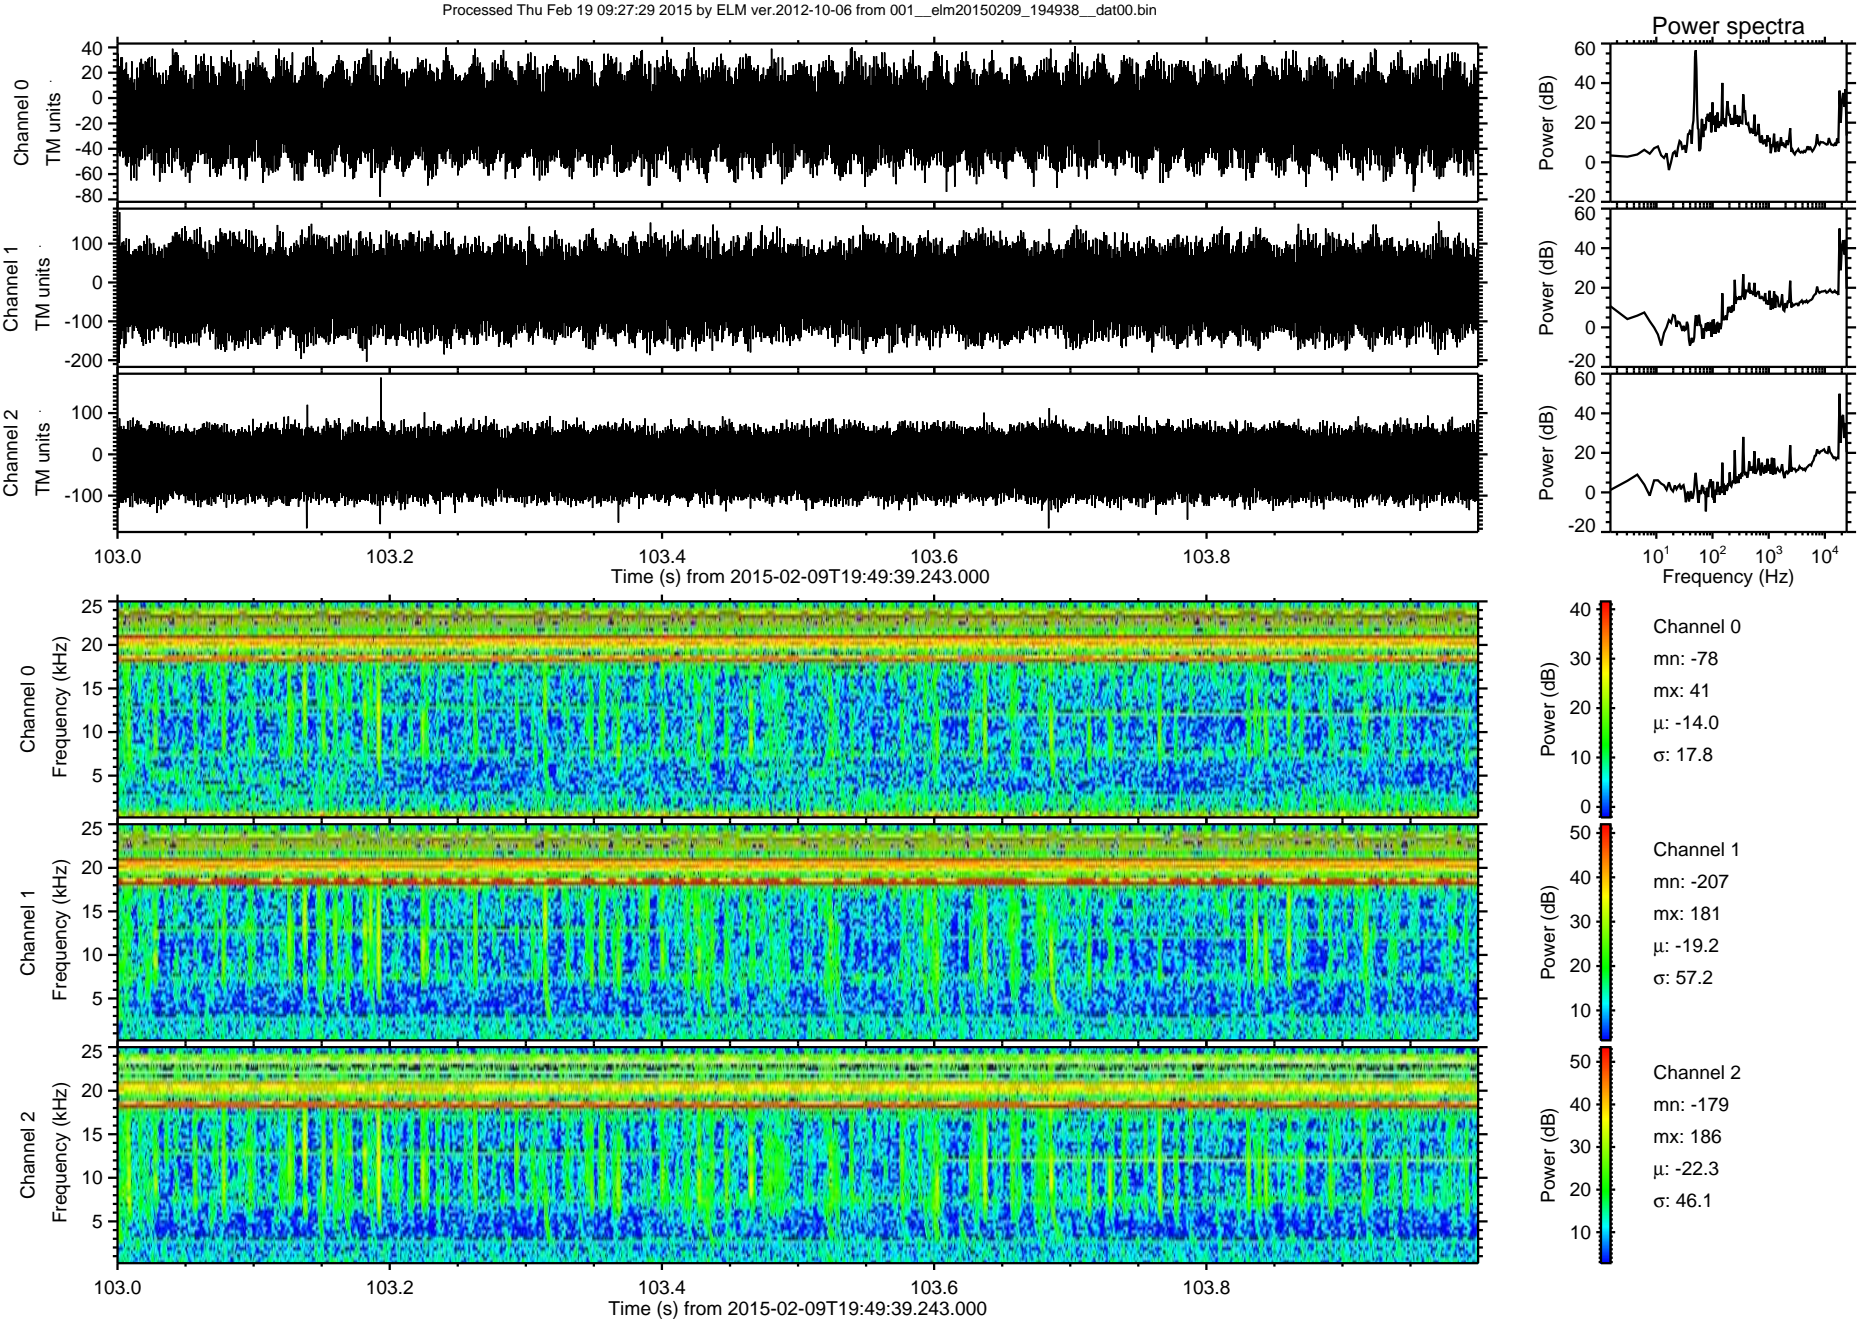 Processed Thu Feb 19 09:27:29 2015 by ELM ver.2012-10-06 from 001__elm20150209_194938__dat00.bin
Power spectra
Channel 0
TM units
40
20
0
-20
-40
-60
-80
Power (dB)
60
40
20
0
-20
Channel 1
TM units
100
0
-100
-200
Power (dB)
60
40
20
0
-20
Channel 2
TM units
100
0
-100
Power (dB)
60
40
20
0
-20
103.0 103.2 103.4 103.6 103.8
Time (s) from 2015-02-09T19:49:39.243.000
10^1 10^2 10^3 10^4
Frequency (Hz)
Channel 0
Frequency (kHz)
25
20
15
10
5
Power (dB)
40
30
20
10
0
Channel 0
mn: -78
mx: 41
μ: -14.0
σ: 17.8
Channel 1
Frequency (kHz)
25
20
15
10
5
Power (dB)
50
40
30
20
10
Channel 1
mn: -207
mx: 181
μ: -19.2
σ: 57.2
Channel 2
Frequency (kHz)
25
20
15
10
5
Power (dB)
50
40
30
20
10
Channel 2
mn: -179
mx: 186
μ: -22.3
σ: 46.1
103.0 103.2 103.4 103.6 103.8
Time (s) from 2015-02-09T19:49:39.243.000